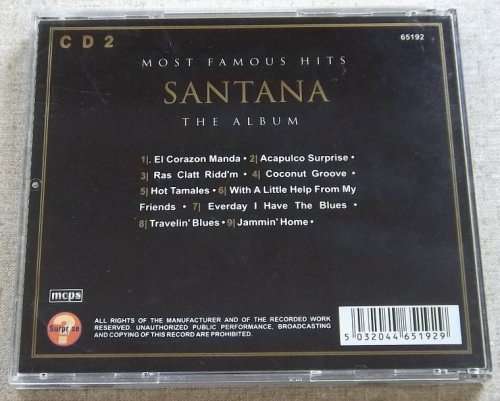 CD2
65192
MOST FAMOUS HITS
SANTANA
THE ALBUM
1|. El Corazon Manda • 2| Acapulco Surprise •
3| Ras Clatt Ridd'm • 4| Coconut Groove •
5| Hot Tamales • 6| With A Little Help From My
Friends • 7| Everday I Have The Blues •
8| Travelin' Blues • 9| Jammin' Home •
mcps
Surprise
ALL RIGHTS OF THE MANUFACTURER AND OF THE RECORDED WORK
RESERVED. UNAUTHORIZED PUBLIC PERFORMANCE, BROADCASTING
AND COPYING OF THIS RECORD ARE PROHIBITED.
5 032044 651929